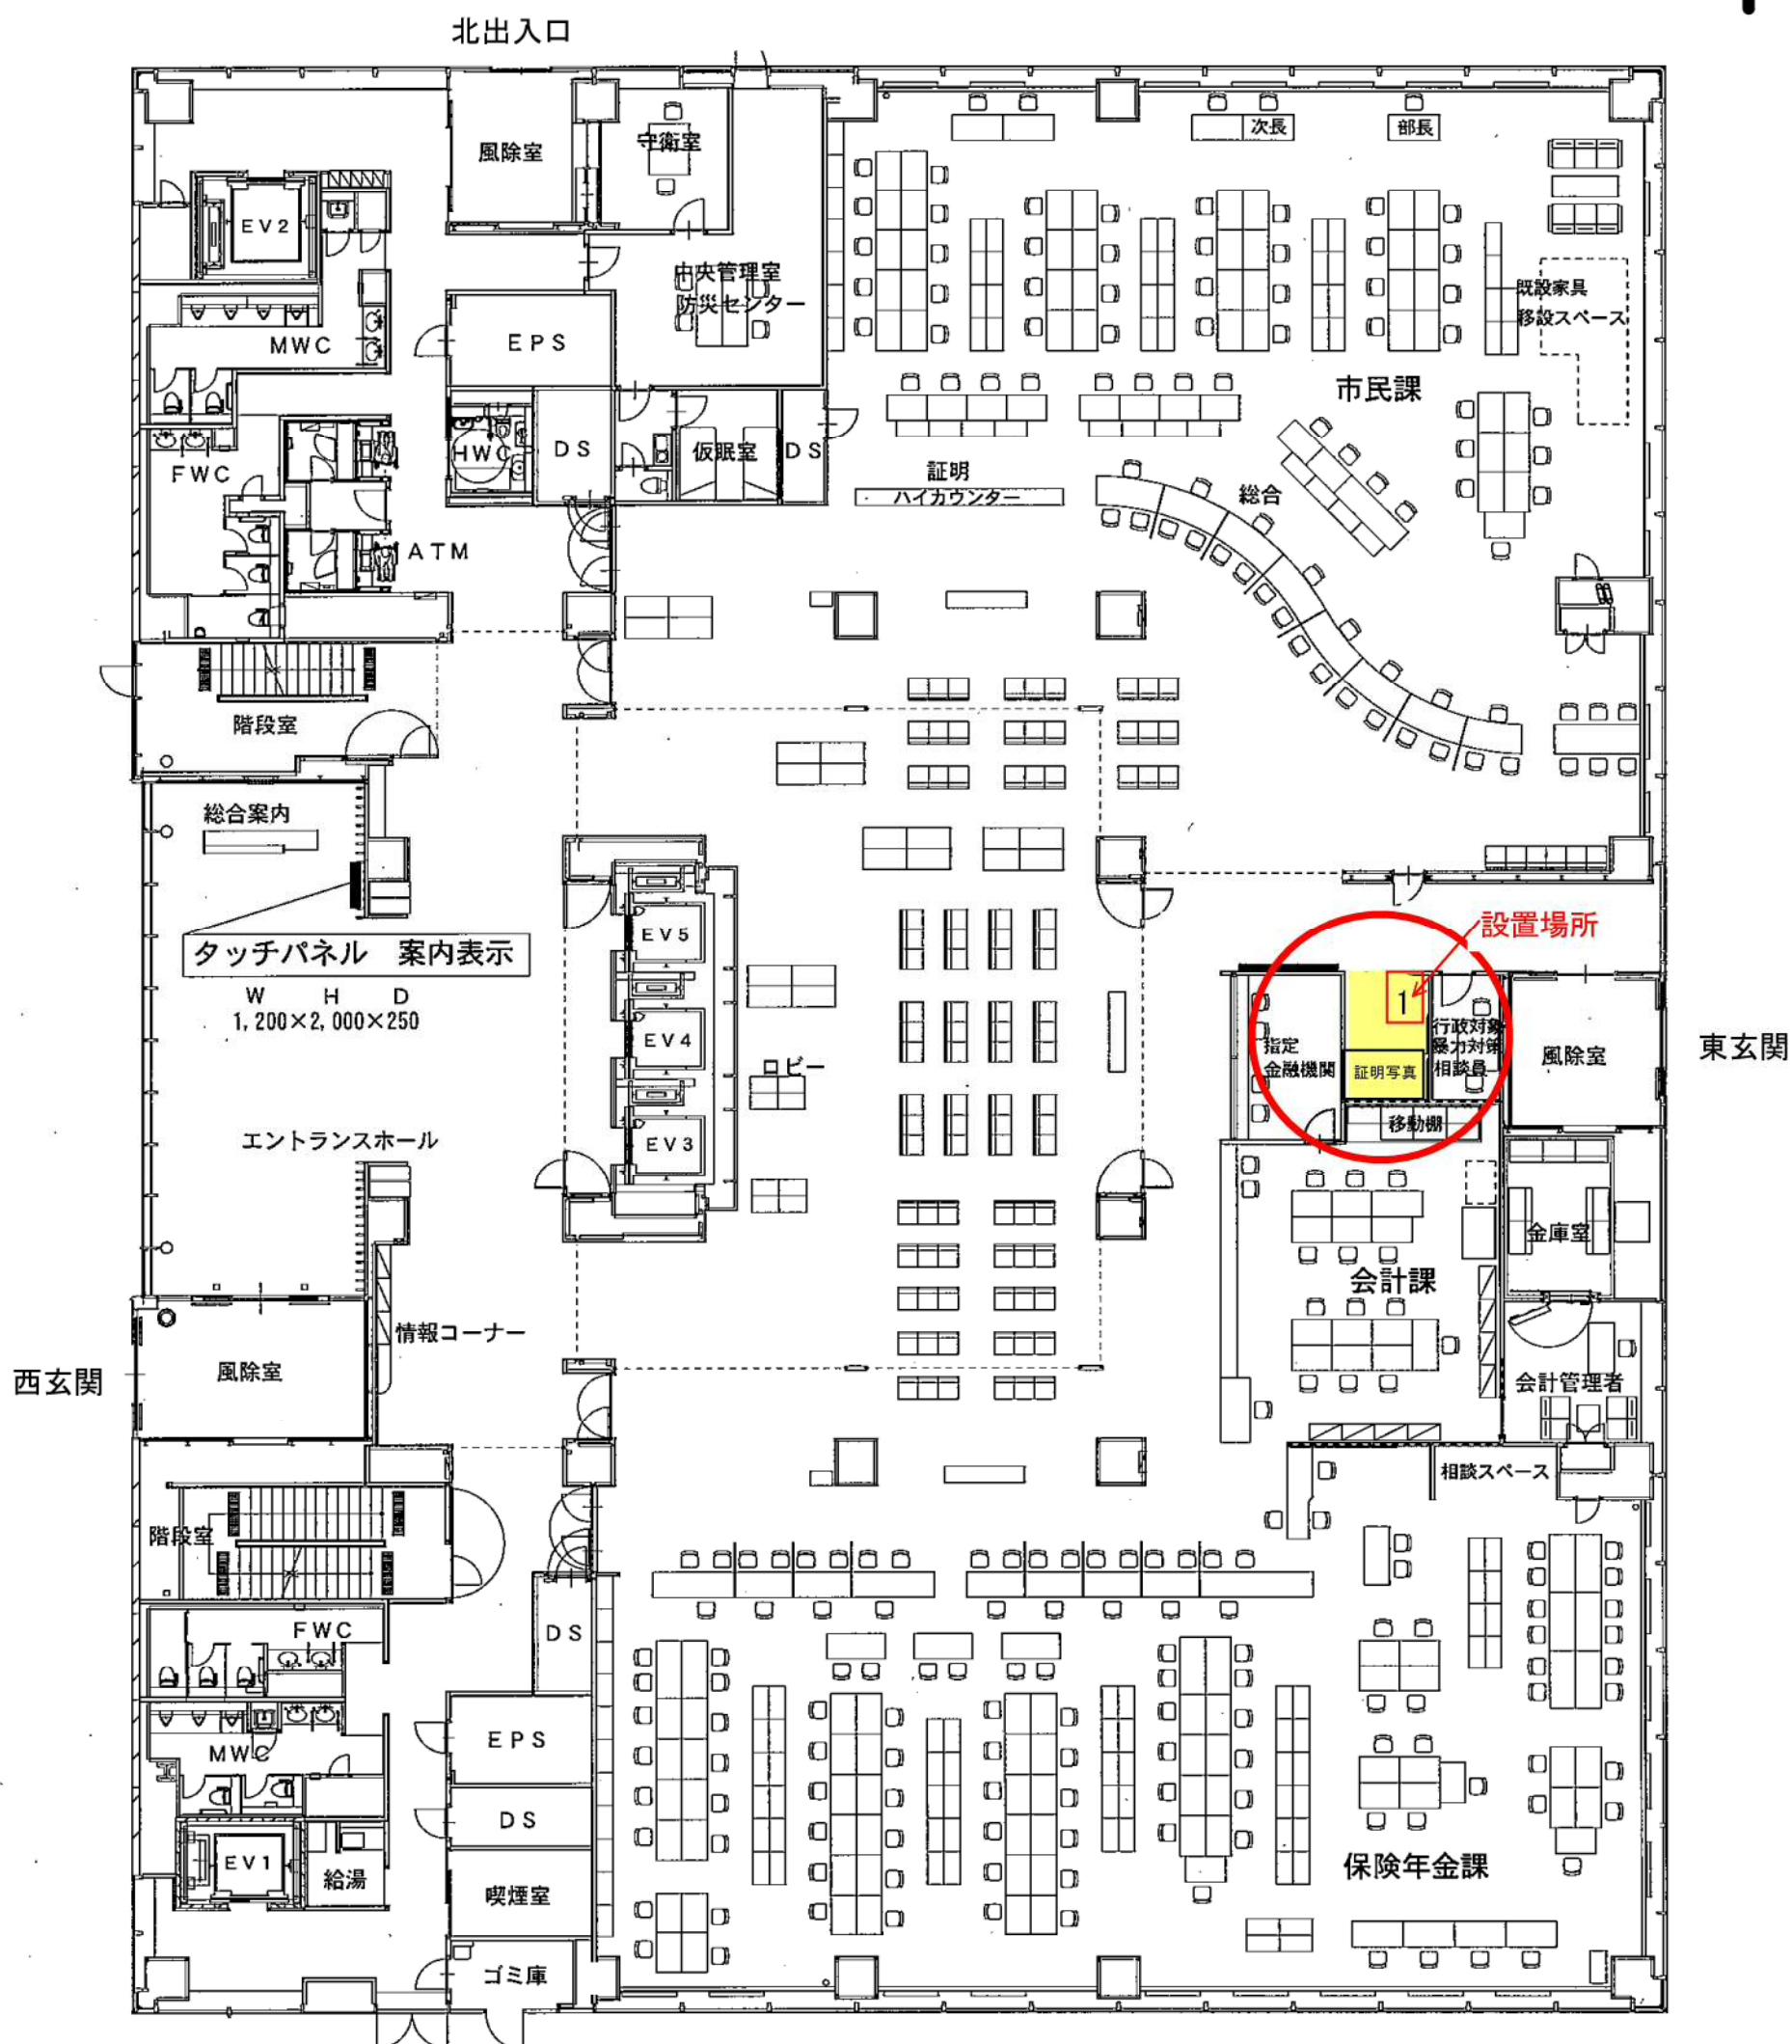 北出入口
風除室
守衛室
次長
部長
EV2
中央管理室
防災センター
既設家具
移設スペース
MWC
EPS
市民課
FWC
HWC
DS
仮眠室
DS
証明
ハイカウンター
総合
ATM
階段室
総合案内
タッチパネル 案内表示
W H D
1,200×2,000×250
EV5
設置場所
1
行政対象
暴力対策
相談員
指定
金融機関
証明写真
風除室
東玄関
EV4
ロビー
移動棚
エントランスホール
EV3
金庫室
会計課
情報コーナー
西玄関
風除室
会計管理者
相談スペース
階段室
FWC
DS
MWC
EPS
DS
EV1
給湯
喫煙室
保険年金課
ゴミ庫